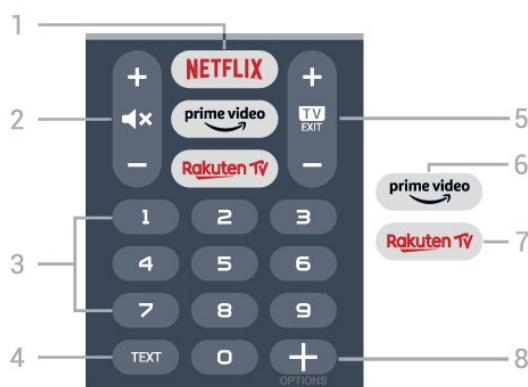 1
+ NETFLIX +
2 prime video TV EXIT 5
− − 6
Rakuten TV prime video
1 2 3 Rakuten TV 7
3
4 5 6
7 8 9
4 TEXT 0 + 8
OPTIONS